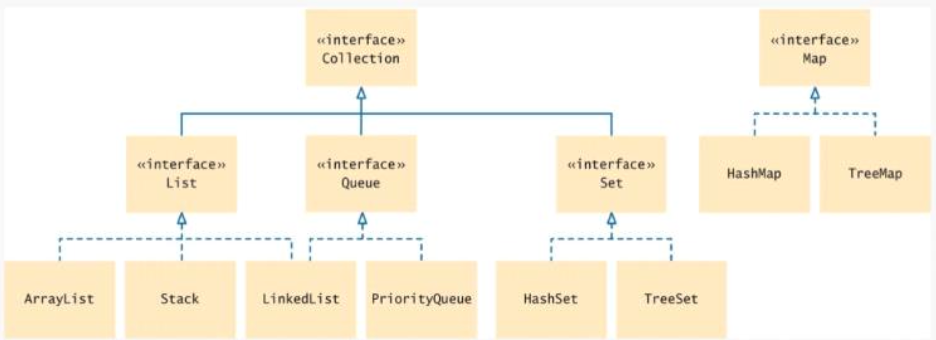 «interface»
Collection
«interface»
Map
«interface»
List
«interface»
Queue
«interface»
Set
HashMap
TreeMap
ArrayList
Stack
LinkedList
PriorityQueue
HashSet
TreeSet